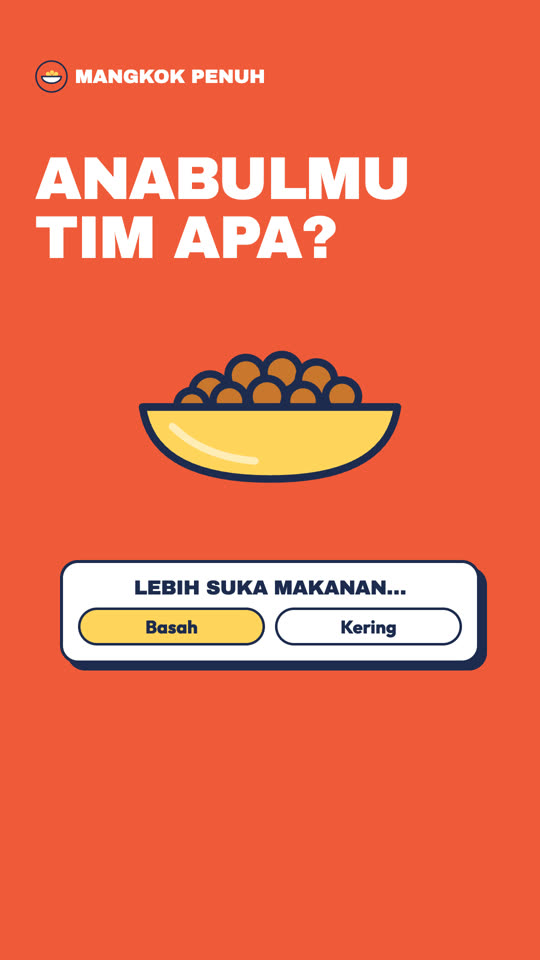 MANGKOK PENUH
ANABULMU
TIM APA?
LEBIH SUKA MAKANAN...
Basah
Kering